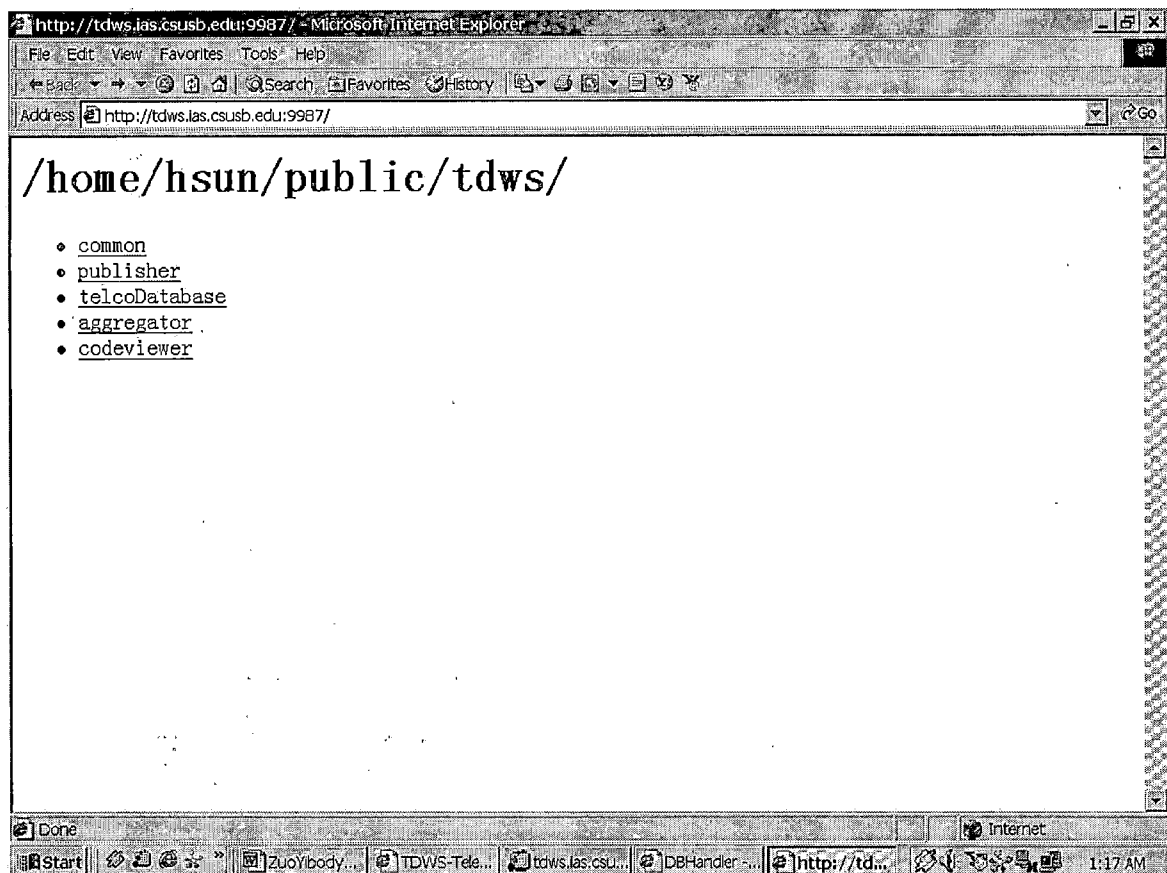 http://tdws.ias.csusb.edu:9987/ - Microsoft Internet Explorer
File Edit View Favorites Tools Help
Back Search Favorites History
Address http://tdws.ias.csusb.edu:9987/ Go
/home/hsun/public/tdws/
common
publisher
telcoDatabase
aggregator
codeviewer
Done Internet
Start » ZuoYibody... TDWS-Tele... tdws.ias.csu... DBHandler -... http://td... 1:17 AM